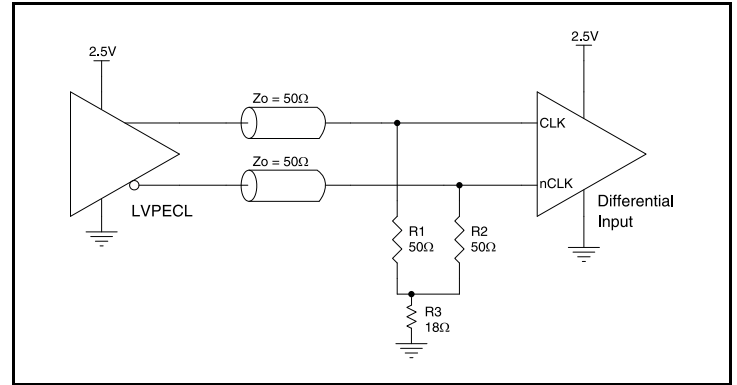 2.5V
2.5V
Zo = 50Ω
CLK
Zo = 50Ω
nCLK
LVPECL
Differential
Input
R1
50Ω
R2
50Ω
R3
18Ω